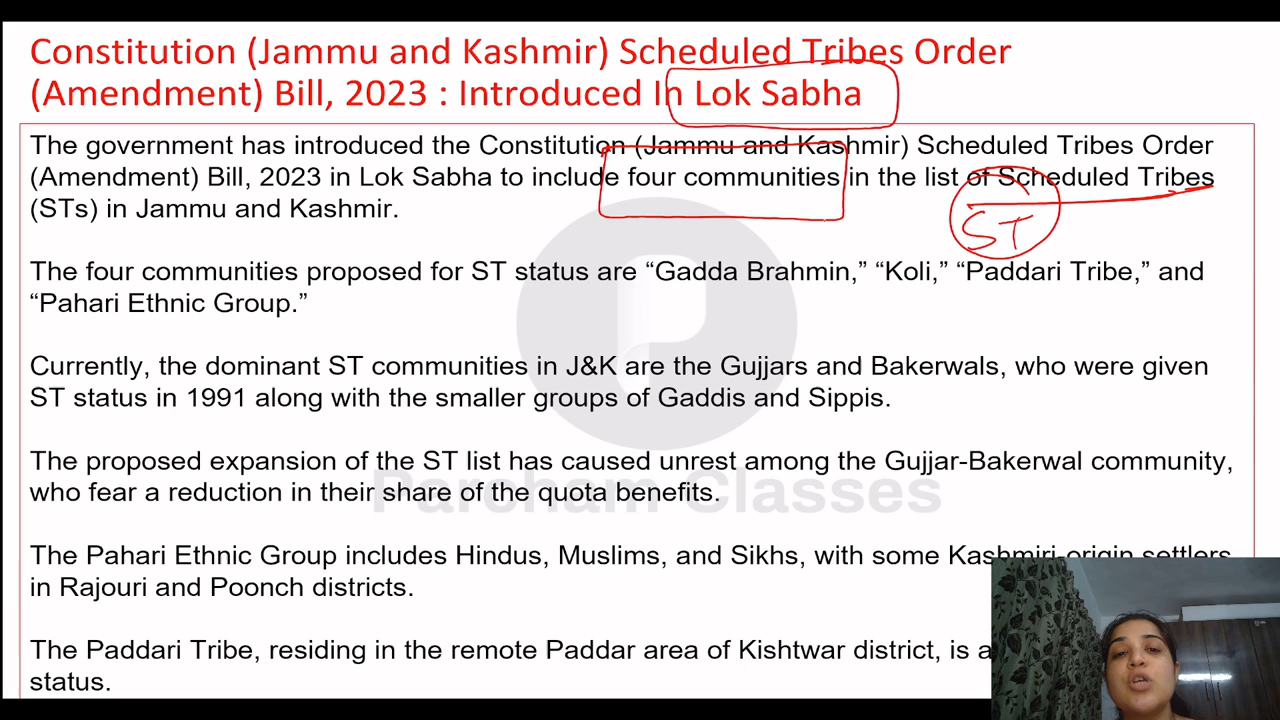 Constitution (Jammu and Kashmir) Scheduled Tribes Order
(Amendment) Bill, 2023 : Introduced In Lok Sabha
The government has introduced the Constitution (Jammu and Kashmir) Scheduled Tribes Order
(Amendment) Bill, 2023 in Lok Sabha to include four communities in the list of Scheduled Tribes
(STs) in Jammu and Kashmir.
ST
The four communities proposed for ST status are “Gadda Brahmin,” “Koli,” “Paddari Tribe,” and
“Pahari Ethnic Group.”
Currently, the dominant ST communities in J&K are the Gujjars and Bakerwals, who were given
ST status in 1991 along with the smaller groups of Gaddis and Sippis.
The proposed expansion of the ST list has caused unrest among the Gujjar-Bakerwal community,
who fear a reduction in their share of the quota benefits.
Parcham Classes
The Pahari Ethnic Group includes Hindus, Muslims, and Sikhs, with some Kashmiri-origin settlers
in Rajouri and Poonch districts.
The Paddari Tribe, residing in the remote Paddar area of Kishtwar district, is
status.